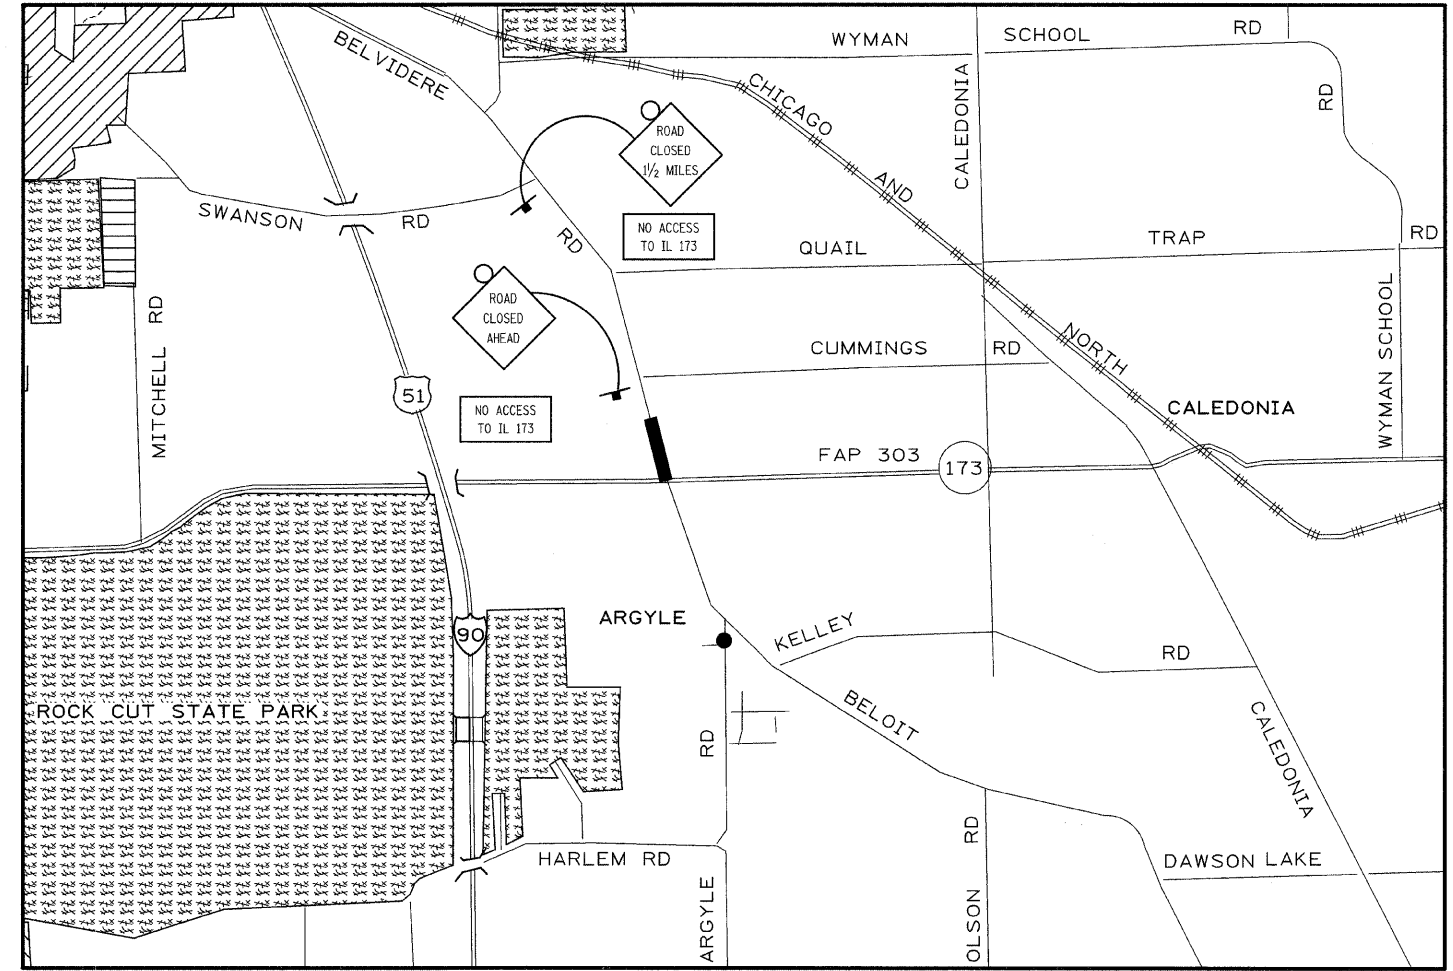 WYMAN SCHOOL RD
BELVIDERE
RD
CALEDONIA
CHICAGO
ROAD
CLOSED
1½ MILES
AND
SWANSON RD
NO ACCESS
TO IL 173
RD
QUAIL TRAP RD
ROAD
CLOSED
AHEAD
MITCHELL RD
NORTH
CUMMINGS RD
WYMAN SCHOOL
51
NO ACCESS
TO IL 173
CALEDONIA
FAP 303
173
ARGYLE
90
KELLEY RD
ROCK CUT STATE PARK
BELOIT
RD
CALEDONIA
RD
HARLEM RD
DAWSON LAKE
ARGYLE
OLSON